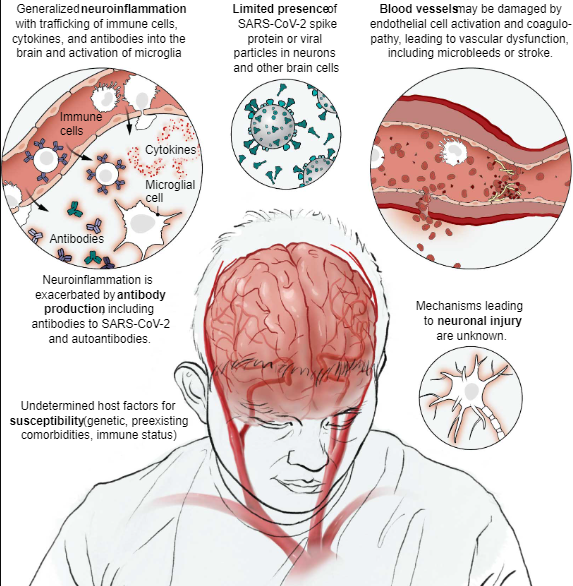 Generalized neuroinflammation
with trafficking of immune cells,
cytokines, and antibodies into the
brain and activation of microglia
Limited presence of
SARS-CoV-2 spike
protein or viral
particles in neurons
and other brain cells
Blood vessels may be damaged by
endothelial cell activation and coagulo-
pathy, leading to vascular dysfunction,
including microbleeds or stroke.
Immune
cells
Cytokines
Microglial
cell
Antibodies
Neuroinflammation is
exacerbated by antibody
production, including
antibodies to SARS-CoV-2
and autoantibodies.
Mechanisms leading
to neuronal injury
are unknown.
Undetermined host factors for
susceptibility (genetic, preexisting
comorbidities, immune status)